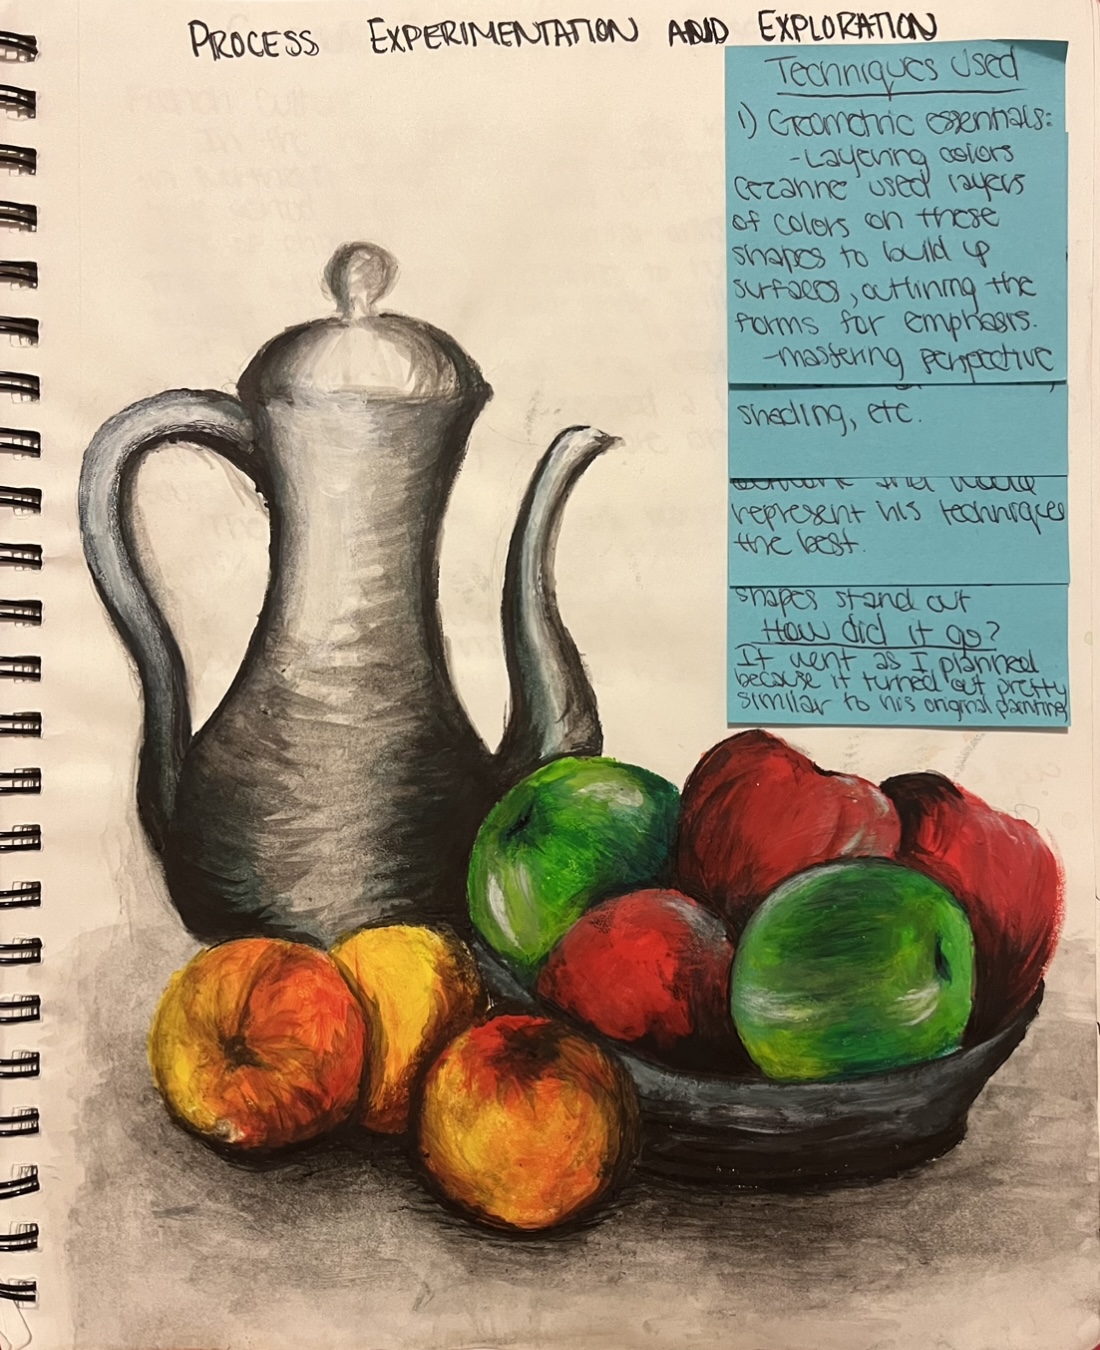 PROCESS EXPERIMENTATION AND EXPLORATION
Techniques Used
1) Geometric essentials:
-Layering colors
Cezanne used layers
of colors on these
shapes to build up
surfaces, outlining the
forms for emphasis.
-mastering perspective
shading, etc.
represent his techniques
the best.
shapes stand out
How did it go?
It went as I planned
because it turned out pretty
similar to his original painting